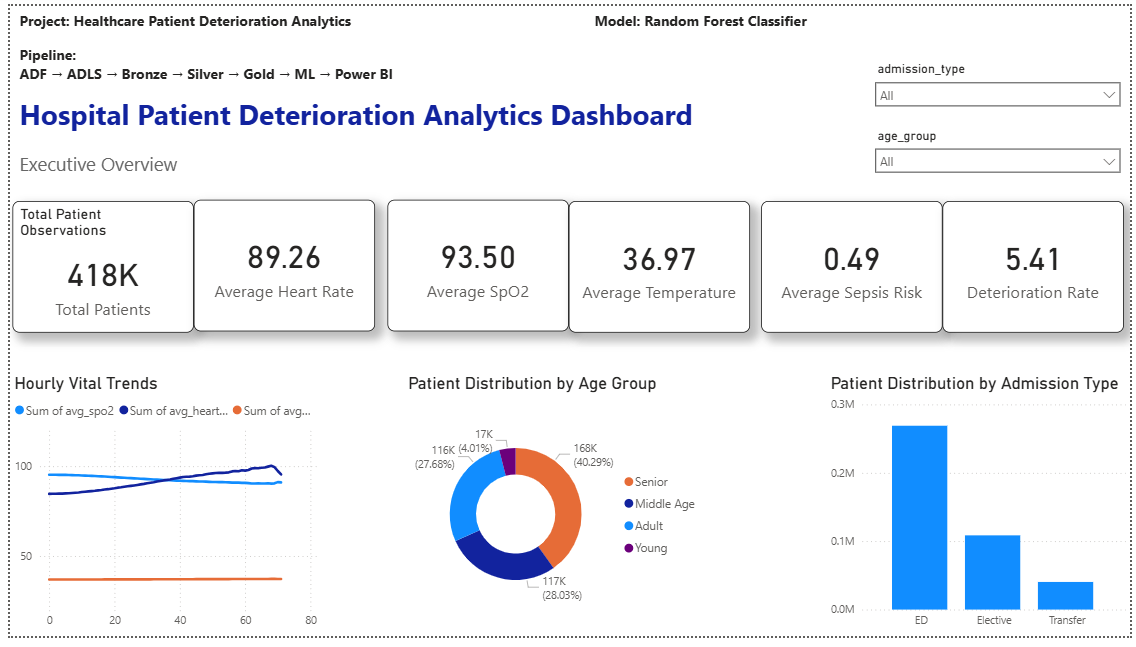 Project: Healthcare Patient Deterioration Analytics
Model: Random Forest Classifier
Pipeline:
ADF → ADLS → Bronze → Silver → Gold → ML → Power BI
admission_type
All
Hospital Patient Deterioration Analytics Dashboard
age_group
All
Executive Overview
Total Patient
Observations
418K
Total Patients
89.26
Average Heart Rate
93.50
Average SpO2
36.97
Average Temperature
0.49
Average Sepsis Risk
5.41
Deterioration Rate
Hourly Vital Trends
Sum of avg_spo2 Sum of avg_heart... Sum of avg...
100
50
0 20 40 60 80
Patient Distribution by Age Group
17K
(4.01%)
116K
(27.68%)
168K
(40.29%)
117K
(28.03%)
Senior
Middle Age
Adult
Young
Patient Distribution by Admission Type
0.3M
0.2M
0.1M
0.0M
ED Elective Transfer